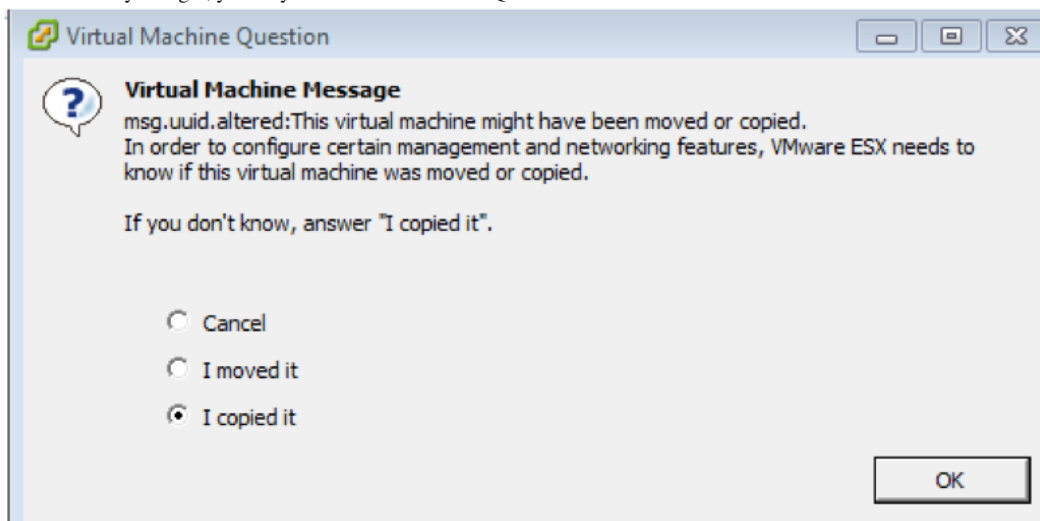 Virtual Machine Question
Virtual Machine Message
msg.uuid.altered:This virtual machine might have been moved or copied.
In order to configure certain management and networking features, VMware ESX needs to
know if this virtual machine was moved or copied.
If you don't know, answer "I copied it".
Cancel
I moved it
I copied it
OK